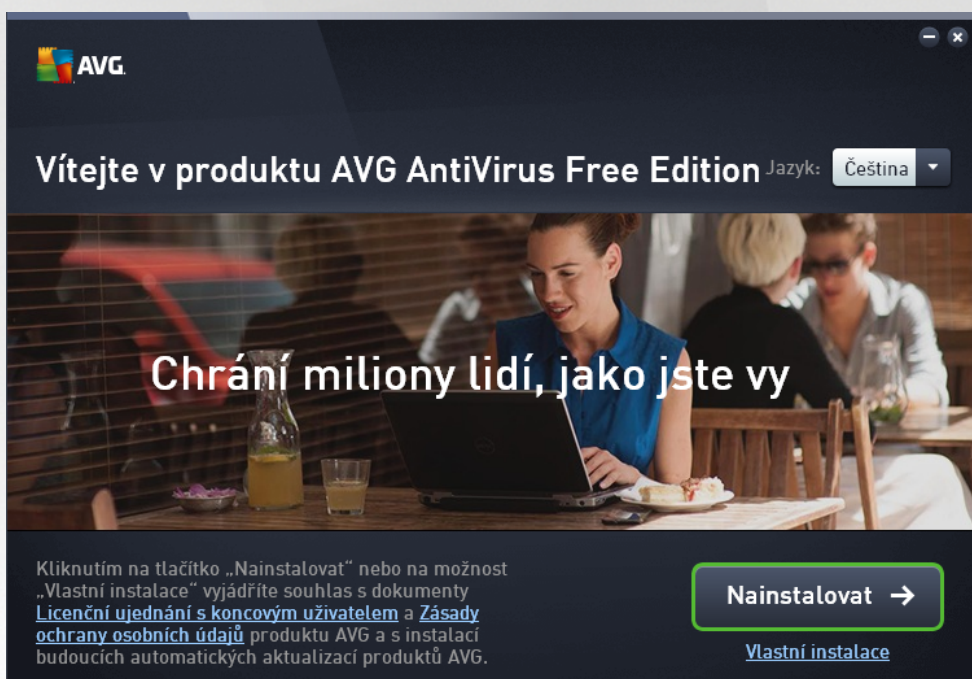 AVG.
Vítejte v produktu AVG AntiVirus Free Edition
Jazyk: Čeština
Chrání miliony lidí, jako jste vy
Kliknutím na tlačítko „Nainstalovat“ nebo na možnost
„Vlastní instalace“ vyjádříte souhlas s dokumenty
Licenční ujednání s koncovým uživatelem a Zásady
ochrany osobních údajů produktu AVG a s instalací
budoucích automatických aktualizací produktů AVG.
Nainstalovat →
Vlastní instalace